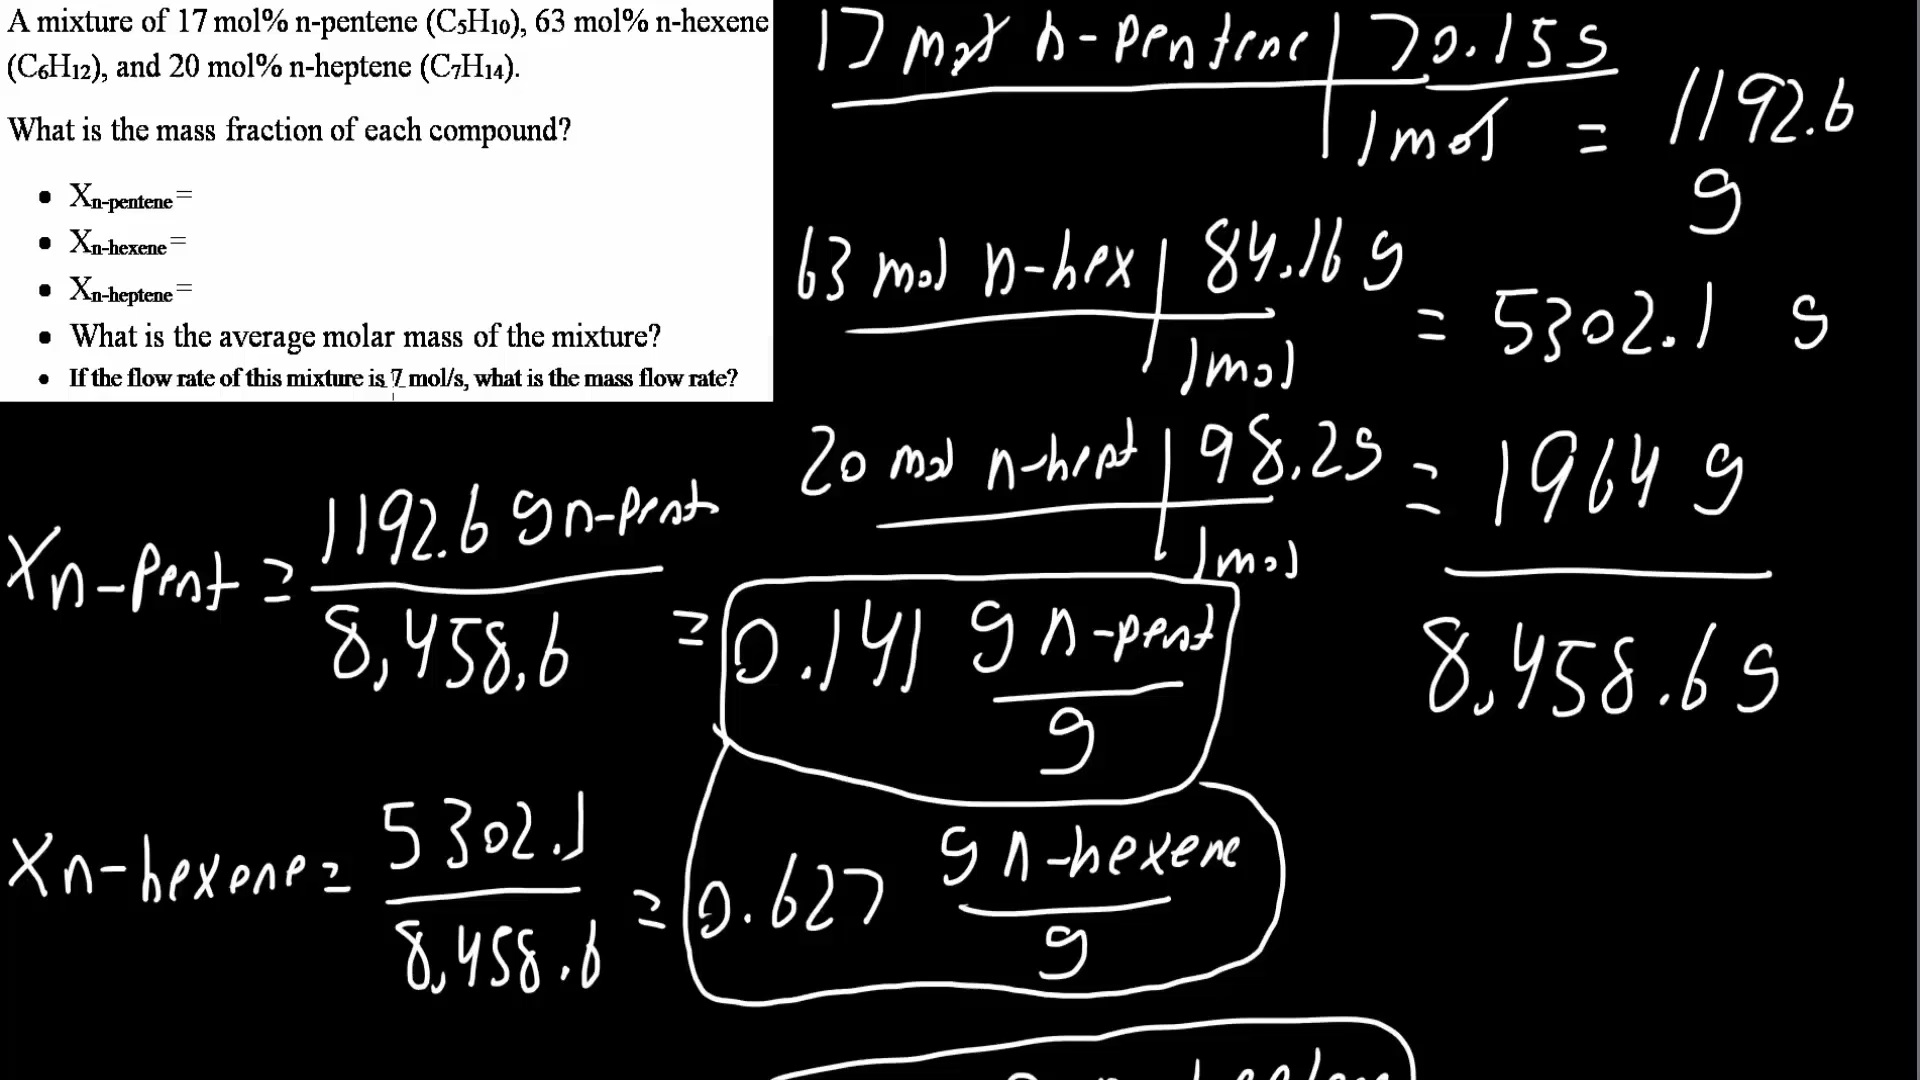 A mixture of 17 mol% n-pentene (C5H10), 63 mol% n-hexene
(C6H12), and 20 mol% n-heptene (C7H14).
What is the mass fraction of each compound?
• Xn-pentene=
• Xn-hexene=
• Xn-heptene=
• What is the average molar mass of the mixture?
• If the flow rate of this mixture is 7 mol/s, what is the mass flow rate?
17 mol n-pentene | 70.15 g
1 mol = 1192.6
g
63 mol n-hex | 84.16 g
1 mol = 5302.1 g
20 mol n-hept | 98.2 g = 1964 g
1 mol
8,458.6 g
Xn-pent = 1192.6 g n-pent
8,458.6 = 0.141 g n-pent
g
Xn-hexene = 5302.1
8,458.6 = 0.627 g n-hexene
g